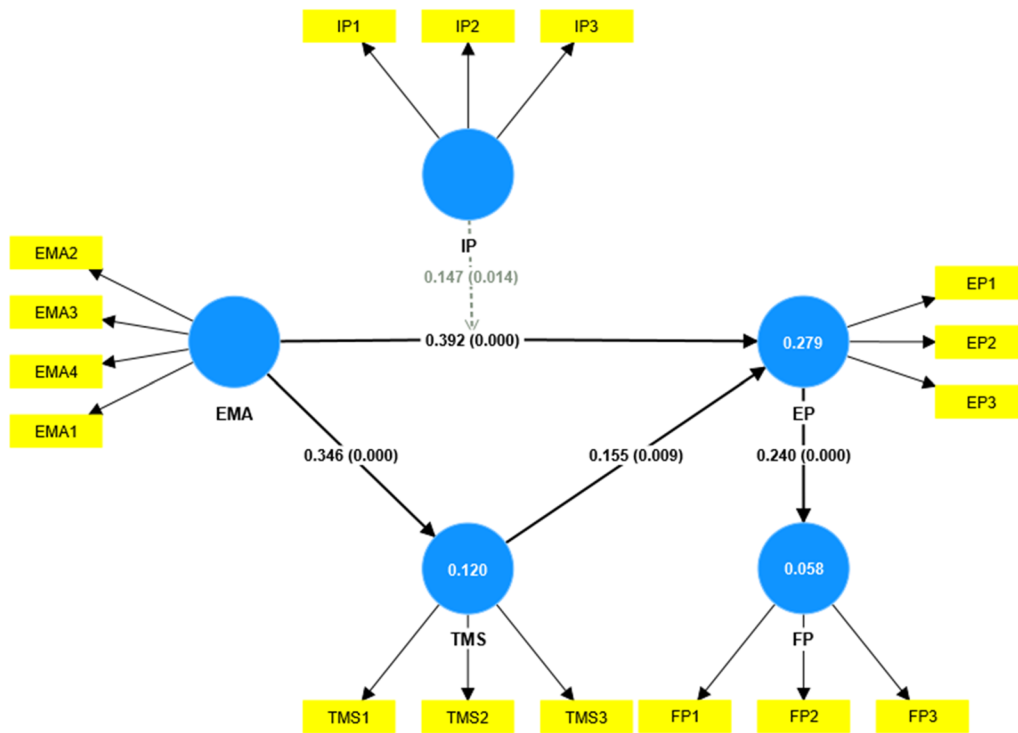 IP1 IP2 IP3
IP
0.147 (0.014)
EMA2
EMA3
EMA4
EMA1
EMA
0.392 (0.000)
0.279
EP
EP1
EP2
EP3
0.346 (0.000)
0.155 (0.009)
0.240 (0.000)
0.120
TMS
0.058
FP
TMS1 TMS2 TMS3 FP1 FP2 FP3